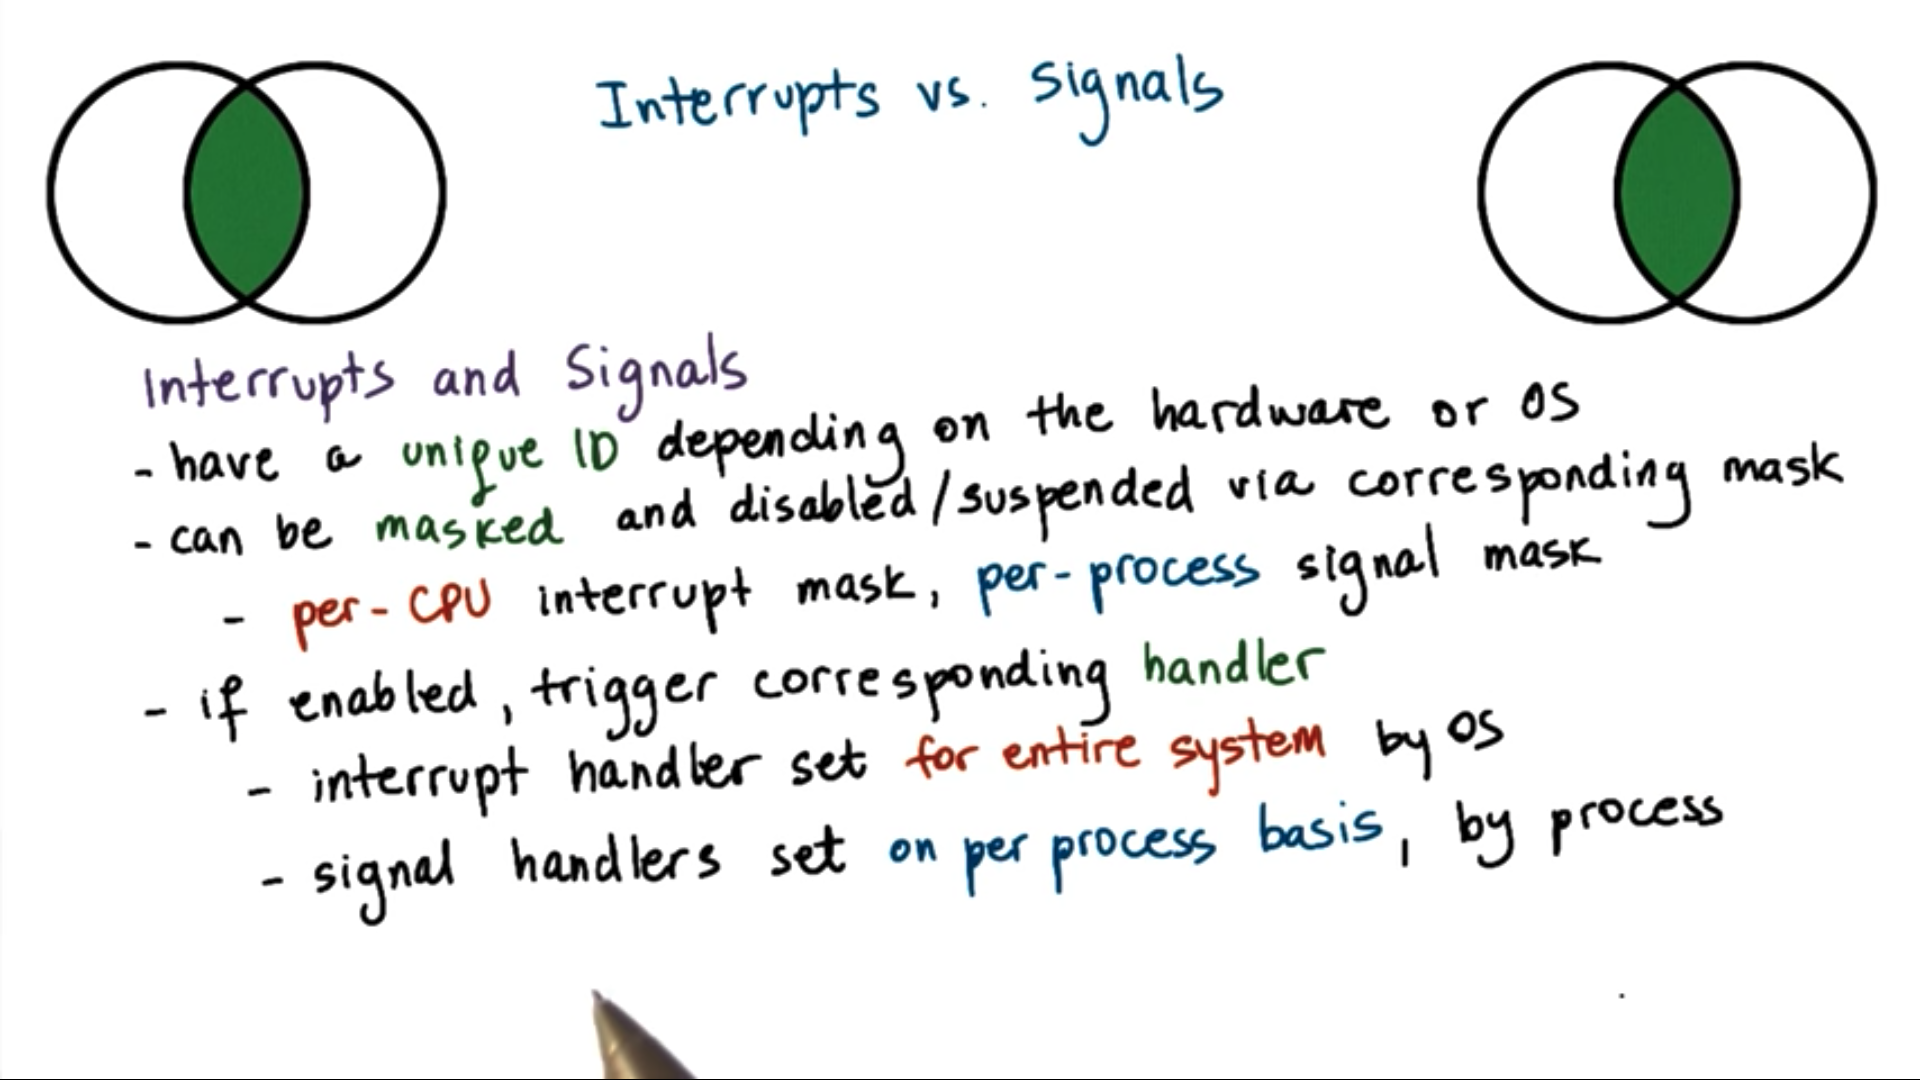 Interrupts vs. Signals
Interrupts and Signals
- have a unique ID depending on the hardware or OS
- can be masked and disabled/suspended via corresponding mask
- per-CPU interrupt mask, per-process signal mask
- if enabled, trigger corresponding handler
- interrupt handler set for entire system by OS
- signal handlers set on per process basis, by process